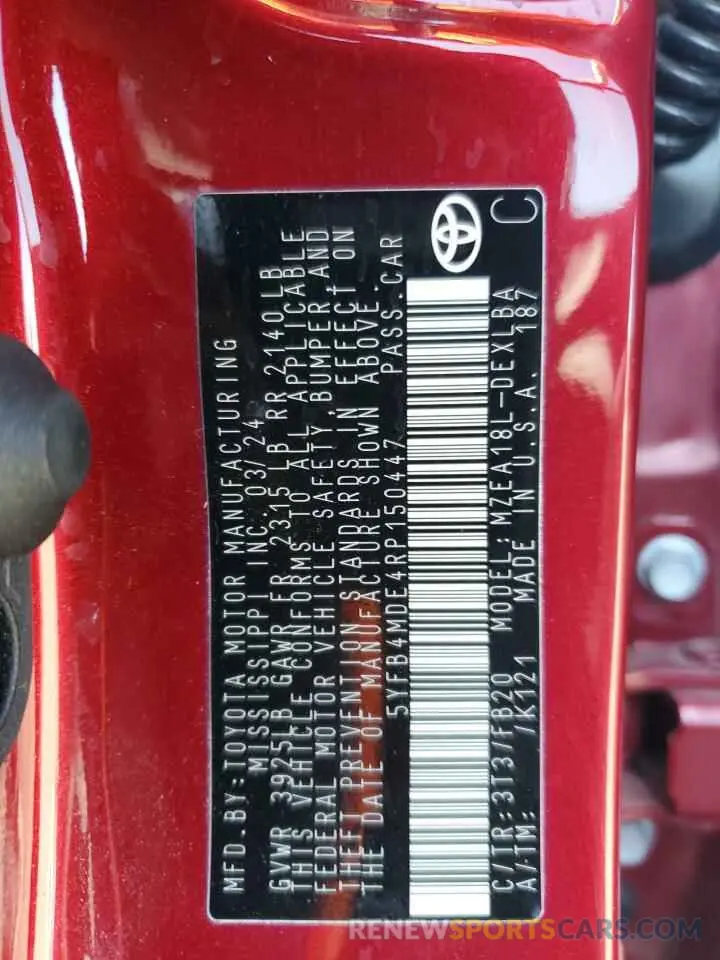 MFD.BY:TOYOTA MOTOR MANUFACTURING
MISSISSIPPI INC. 03/24
GVWR 3925LB GAWR FR 2315LB RR 2140LB
THIS VEHICLE CONFORMS TO ALL APPLICABLE
FEDERAL MOTOR VEHICLE SAFETY, BUMPER, AND
THEFT PREVENTION STANDARDS IN EFFECT ON
THE DATE OF MANUFACTURE SHOWN ABOVE.
5YFB4MDE4RP150447 PASS.CAR
C/TR:3T3/FB20 MODEL:MZEA18L-DEXLBA
A/TM: /K121 MADE IN U.S.A. 187
C
RENEWSPORTSCARS.COM